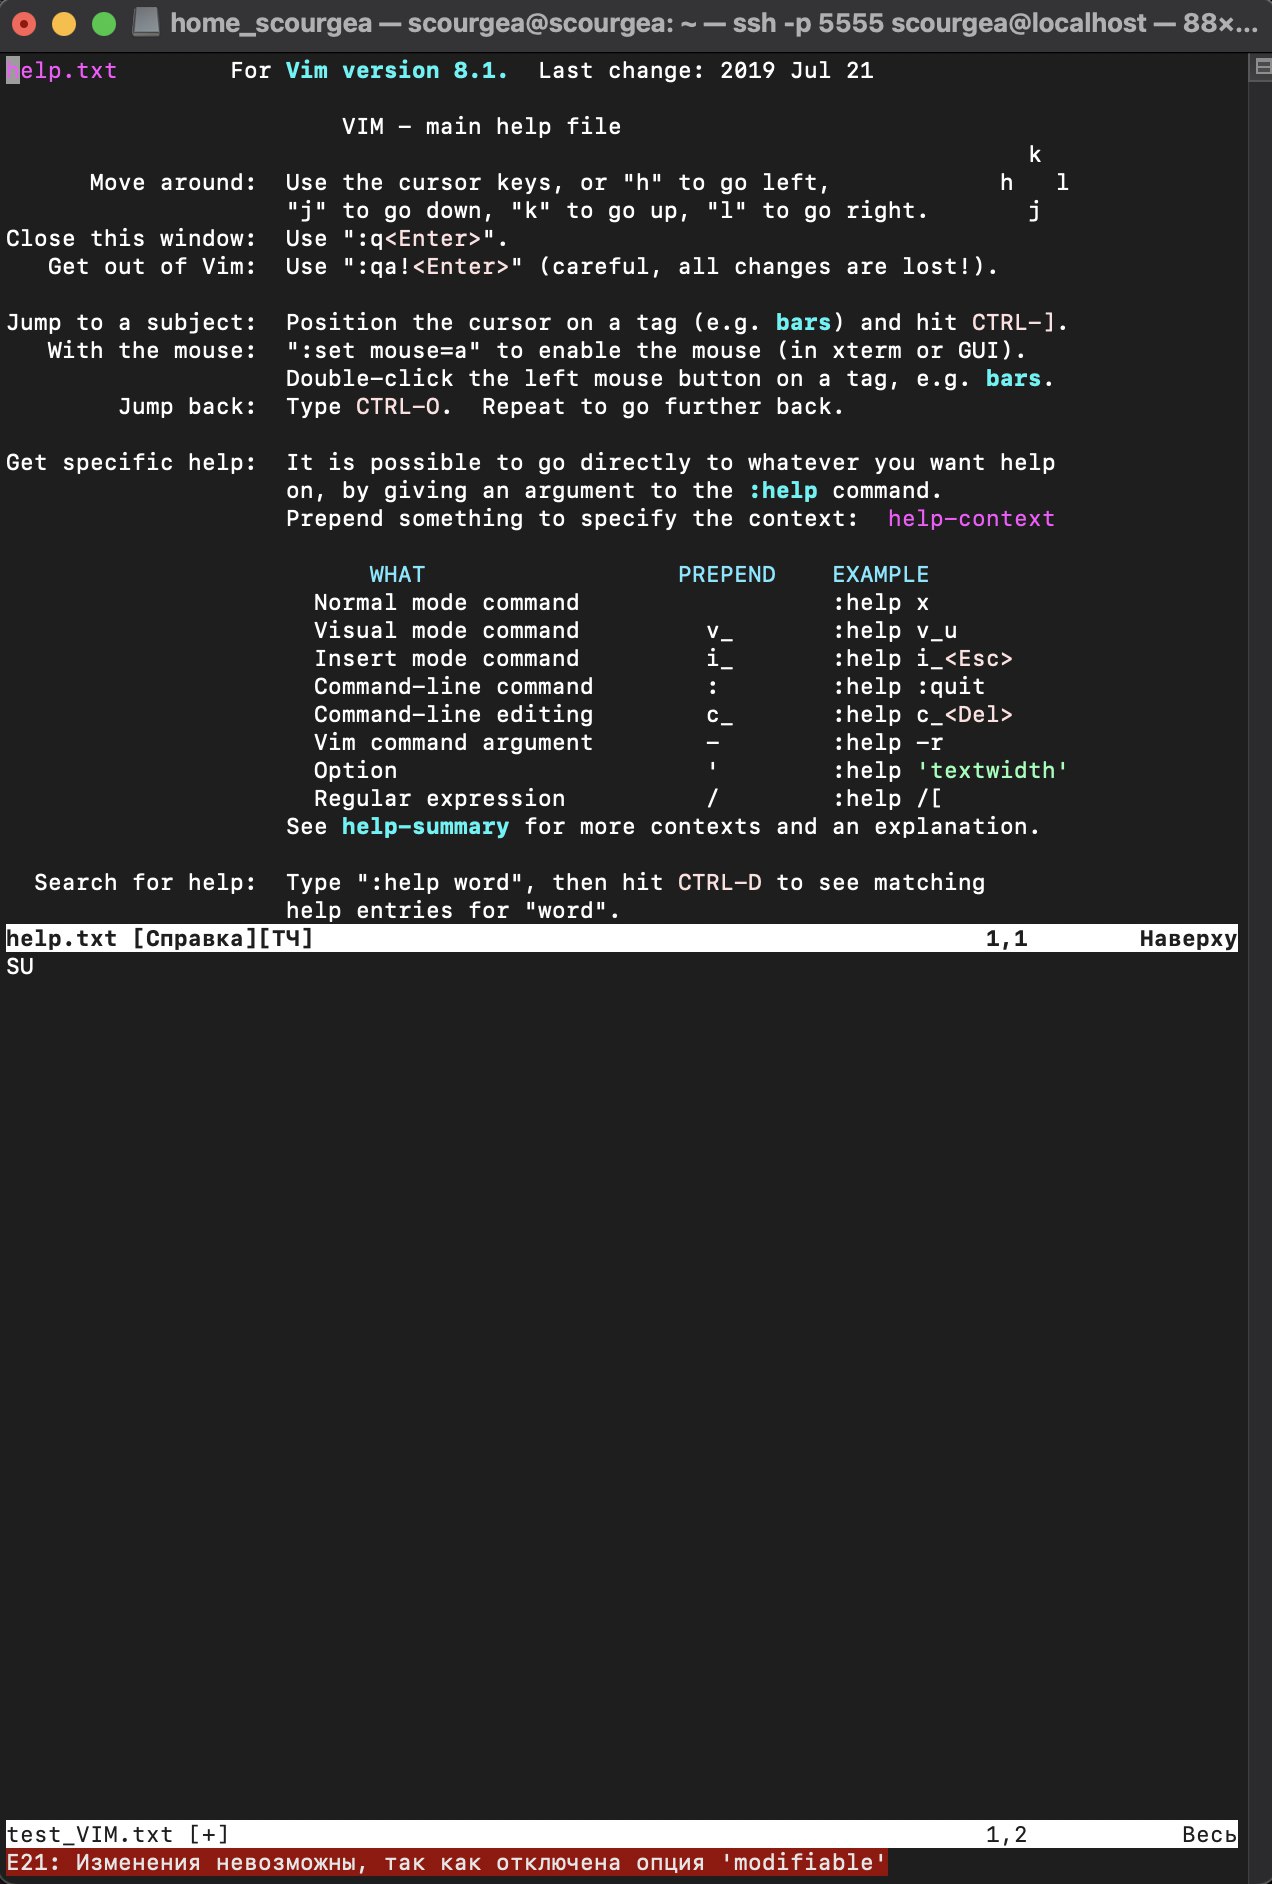 home_scourgea — scourgea@scourgea: ~ — ssh -p 5555 scourgea@localhost — 88×...
help.txt        For Vim version 8.1.  Last change: 2019 Jul 21
VIM - main help file
k
Move around:  Use the cursor keys, or "h" to go left,            h   l
"j" to go down, "k" to go up, "l" to go right.       j
Close this window:  Use ":q<Enter>".
Get out of Vim:  Use ":qa!<Enter>" (careful, all changes are lost!).
Jump to a subject:  Position the cursor on a tag (e.g. bars) and hit CTRL-].
With the mouse:  ":set mouse=a" to enable the mouse (in xterm or GUI).
Double-click the left mouse button on a tag, e.g. bars.
Jump back:  Type CTRL-O.  Repeat to go further back.
Get specific help:  It is possible to go directly to whatever you want help
on, by giving an argument to the :help command.
Prepend something to specify the context:  help-context
WHAT                  PREPEND    EXAMPLE
Normal mode command                  :help x
Visual mode command         v_       :help v_u
Insert mode command         i_       :help i_<Esc>
Command-line command        :        :help :quit
Command-line editing        c_       :help c_<Del>
Vim command argument        -        :help -r
Option                      '        :help 'textwidth'
Regular expression          /        :help /[
See help-summary for more contexts and an explanation.
Search for help:  Type ":help word", then hit CTRL-D to see matching
help entries for "word".
help.txt [Справка][ТЧ]                                                1,1        Наверху
SU
test_VIM.txt [+]                                                      1,2           Весь
E21: Изменения невозможны, так как отключена опция 'modifiable'